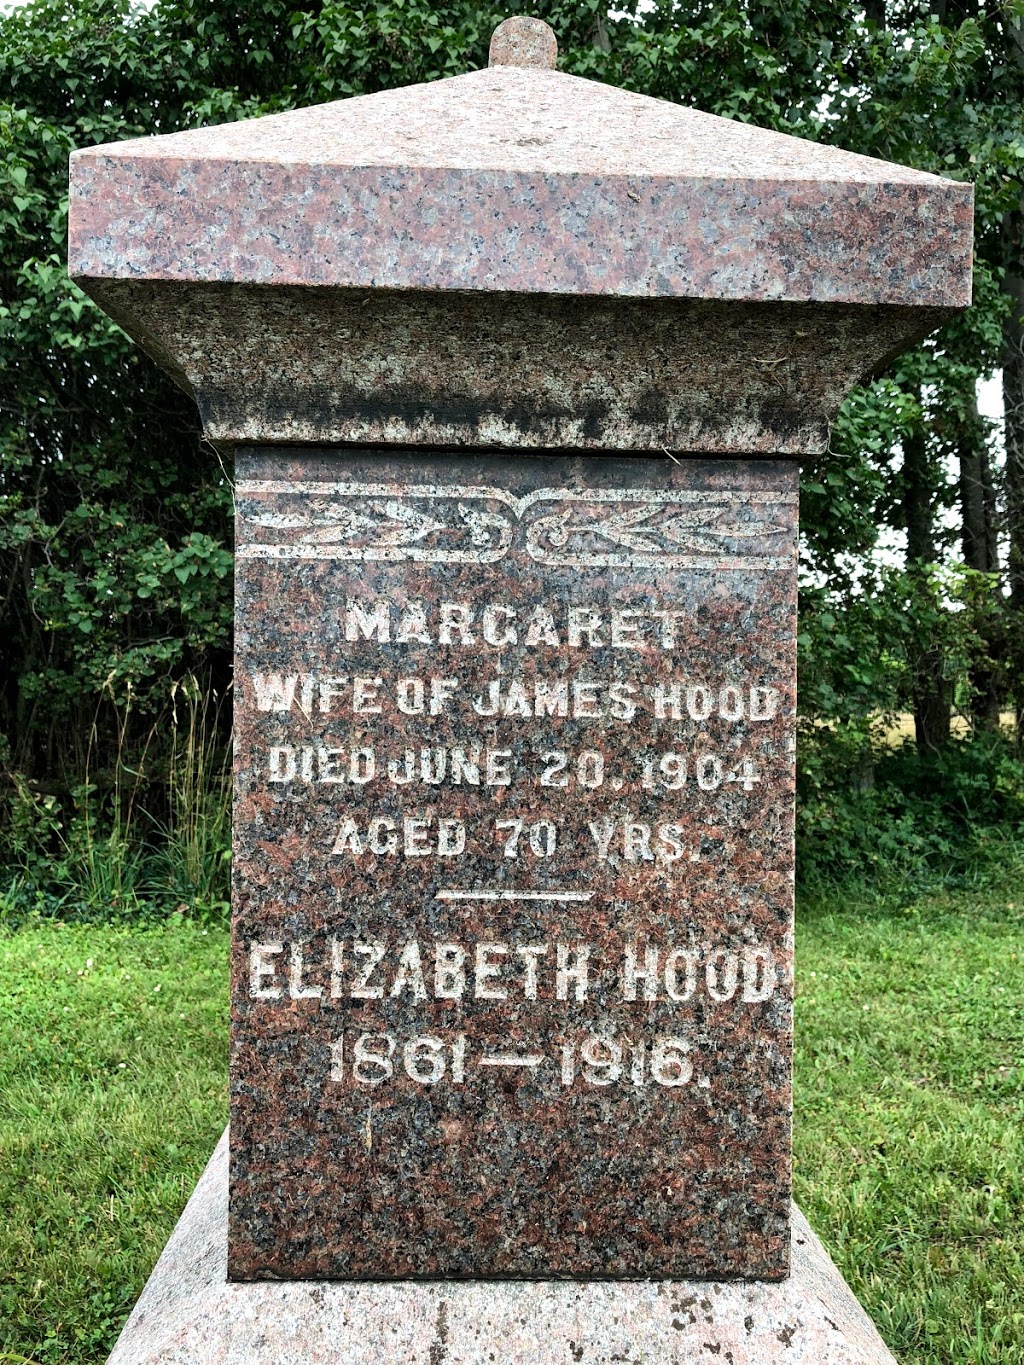 MARGARET
WIFE OF JAMES HOOD
DIED JUNE 20. 1904
AGED 70 YRS.
ELIZABETH HOOD
1861—1916.